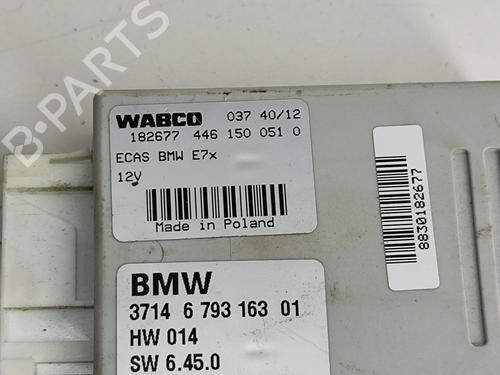 WABCO 037 40/12
182677 446 150 051 0
ECAS BMW E7x
12V
Made in Poland
8830182677
BMW
3714 6 793 163 01
HW 014
SW 6.45.0
B PARTS